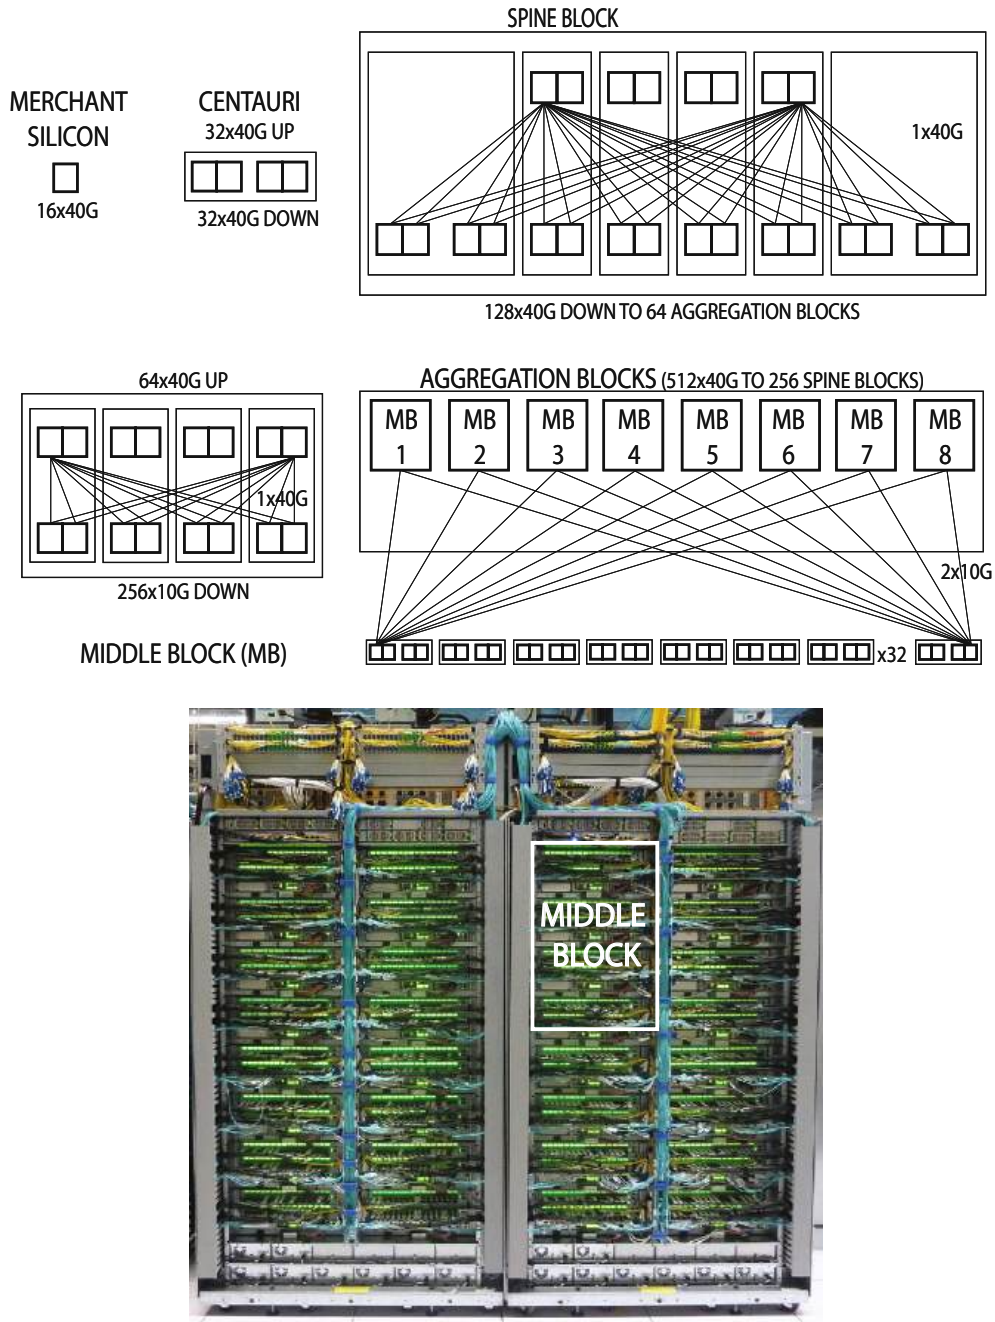 SPINE BLOCK
MERCHANT
SILICON
16x40G
CENTAURI
32x40G UP
32x40G DOWN
1x40G
128x40G DOWN TO 64 AGGREGATION BLOCKS
64x40G UP
1x40G
256x10G DOWN
MIDDLE BLOCK (MB)
AGGREGATION BLOCKS (512x40G TO 256 SPINE BLOCKS)
MB
1
MB
2
MB
3
MB
4
MB
5
MB
6
MB
7
MB
8
2x10G
x32
MIDDLE
BLOCK